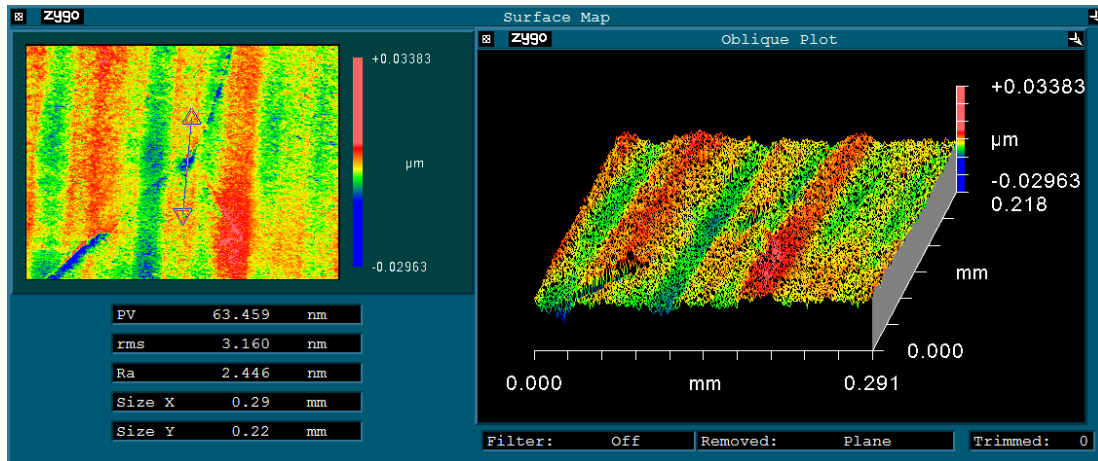 zygo Surface Map
+0.03383
µm
-0.02963
PV 63.459 nm
rms 3.160 nm
Ra 2.446 nm
Size X 0.29 mm
Size Y 0.22 mm
zygo Oblique Plot
+0.03383
µm
-0.02963
0.218
mm
0.000
0.000 mm 0.291
Filter: Off Removed: Plane Trimmed: 0